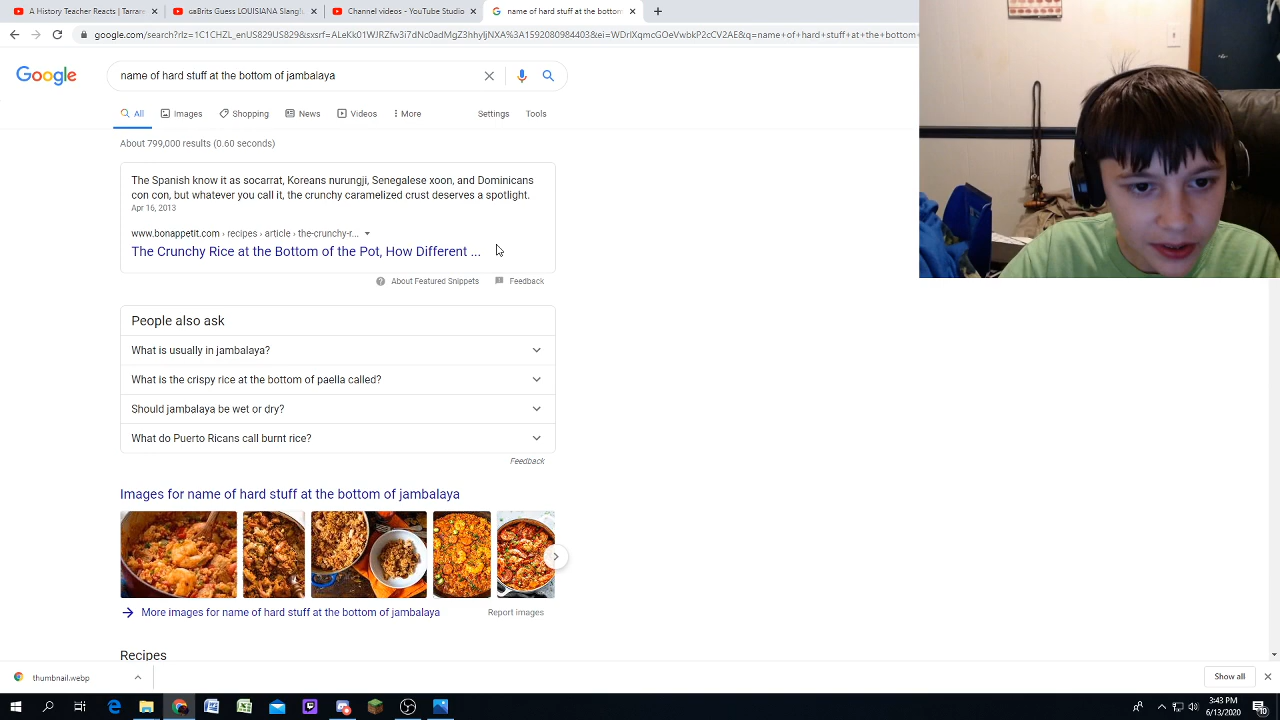 A History Teacher Reacts | Tarrare
oaBrits Guess LOUISIANA Slang!
Channel videos - YouTube Studio
name of hard stuff at the bottom
name of hard stuff at the bottom of jambalaya
Google
All Images Shopping News Videos More Settings Tools
About 799,000 results (0.60 seconds)
The Spanish know it as socarrat, Koreans nurungji, Senegalese xoon, and Dominicans
con con, but whatever you call it, the crunchy caramelized crust deserves a spotlight.
Apr 16, 2013
www.bonappetit.com › recipes › article › the-crunchy-r...
The Crunchy Rice at the Bottom of the Pot, How Different ...
About Featured Snippets Feedback
People also ask
What is usually in jambalaya?
What is the crispy rice at the bottom of paella called?
Should jambalaya be wet or dry?
What do Puerto Ricans call burnt rice?
Feedback
Images for name of hard stuff at the bottom of jambalaya
More images for name of hard stuff at the bottom of jambalaya Report images
Recipes
thumbnail.webp Show all
3:43 PM
6/13/2020